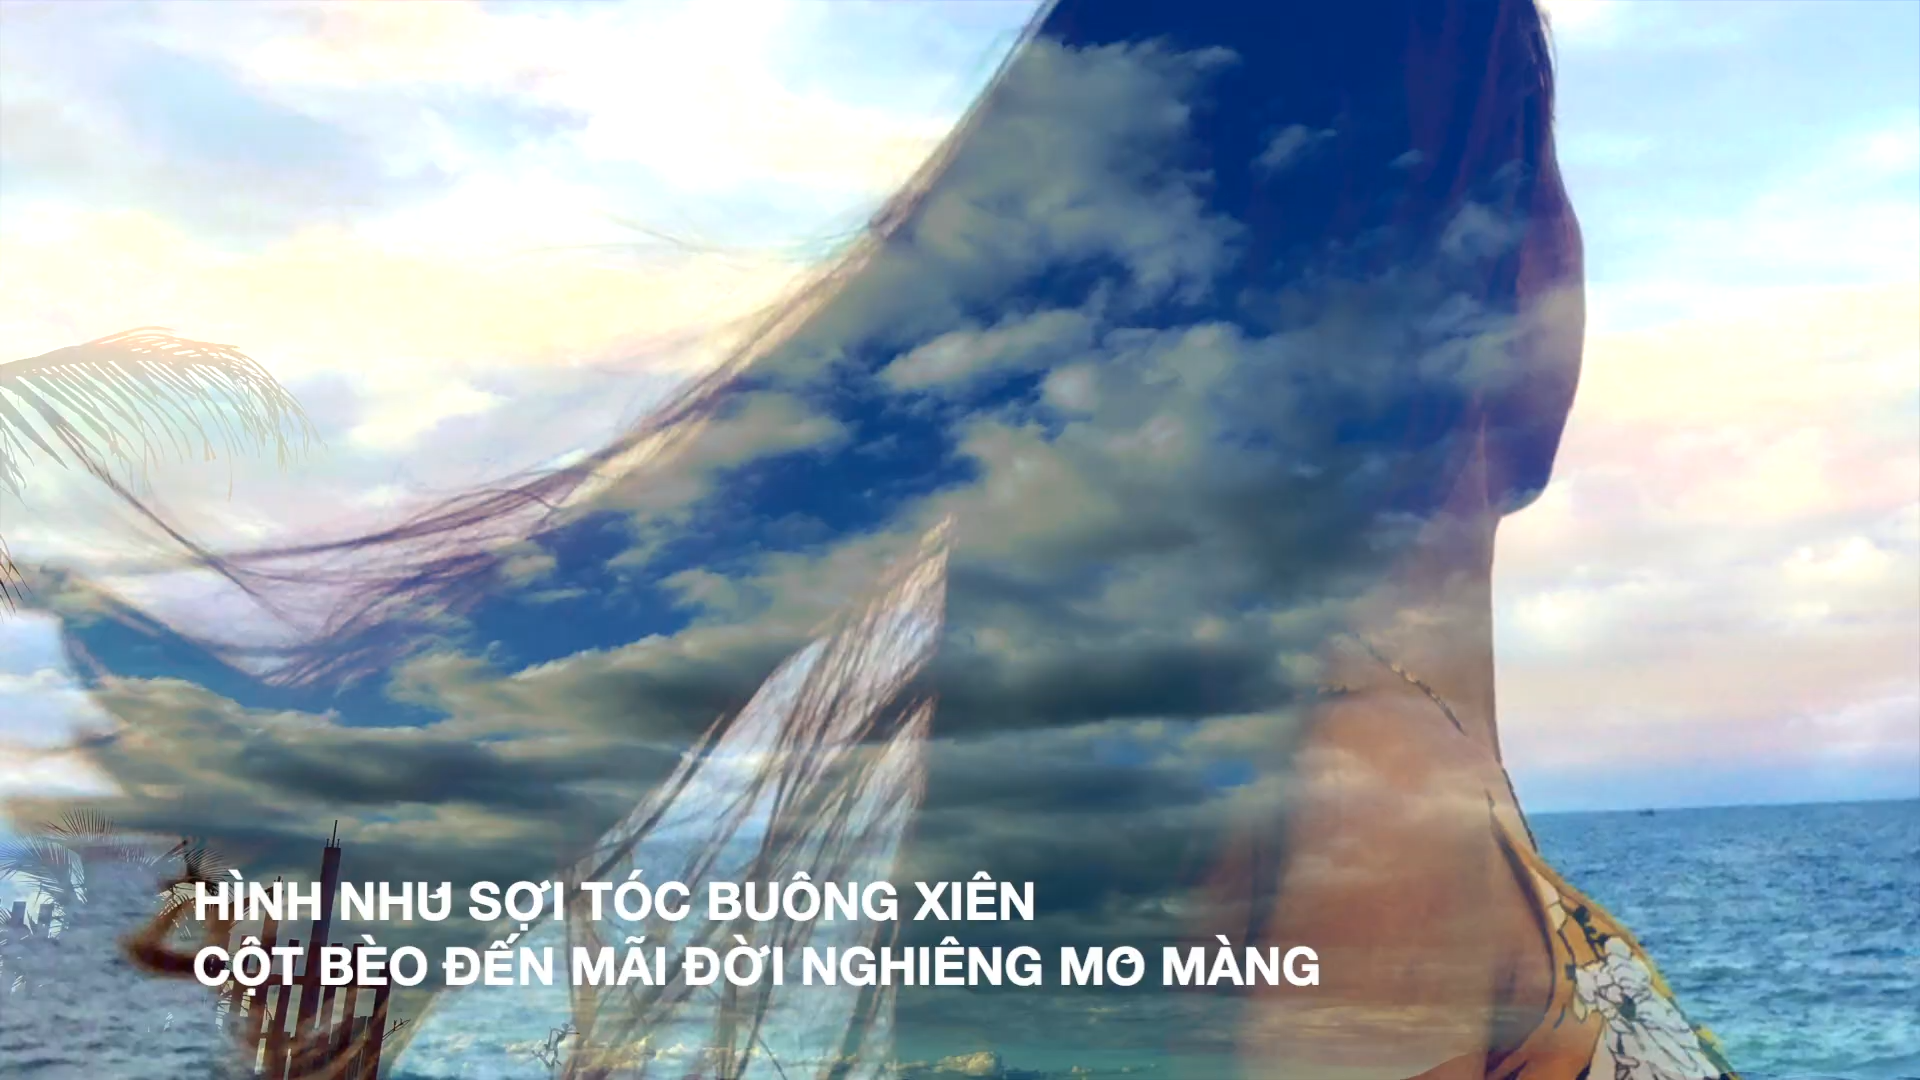 HÌNH NHƯ SỢI TÓC BUÔNG XIÊN
CỘT BÈO ĐẾN MÃI ĐỜI NGHIÊNG MƠ MÀNG